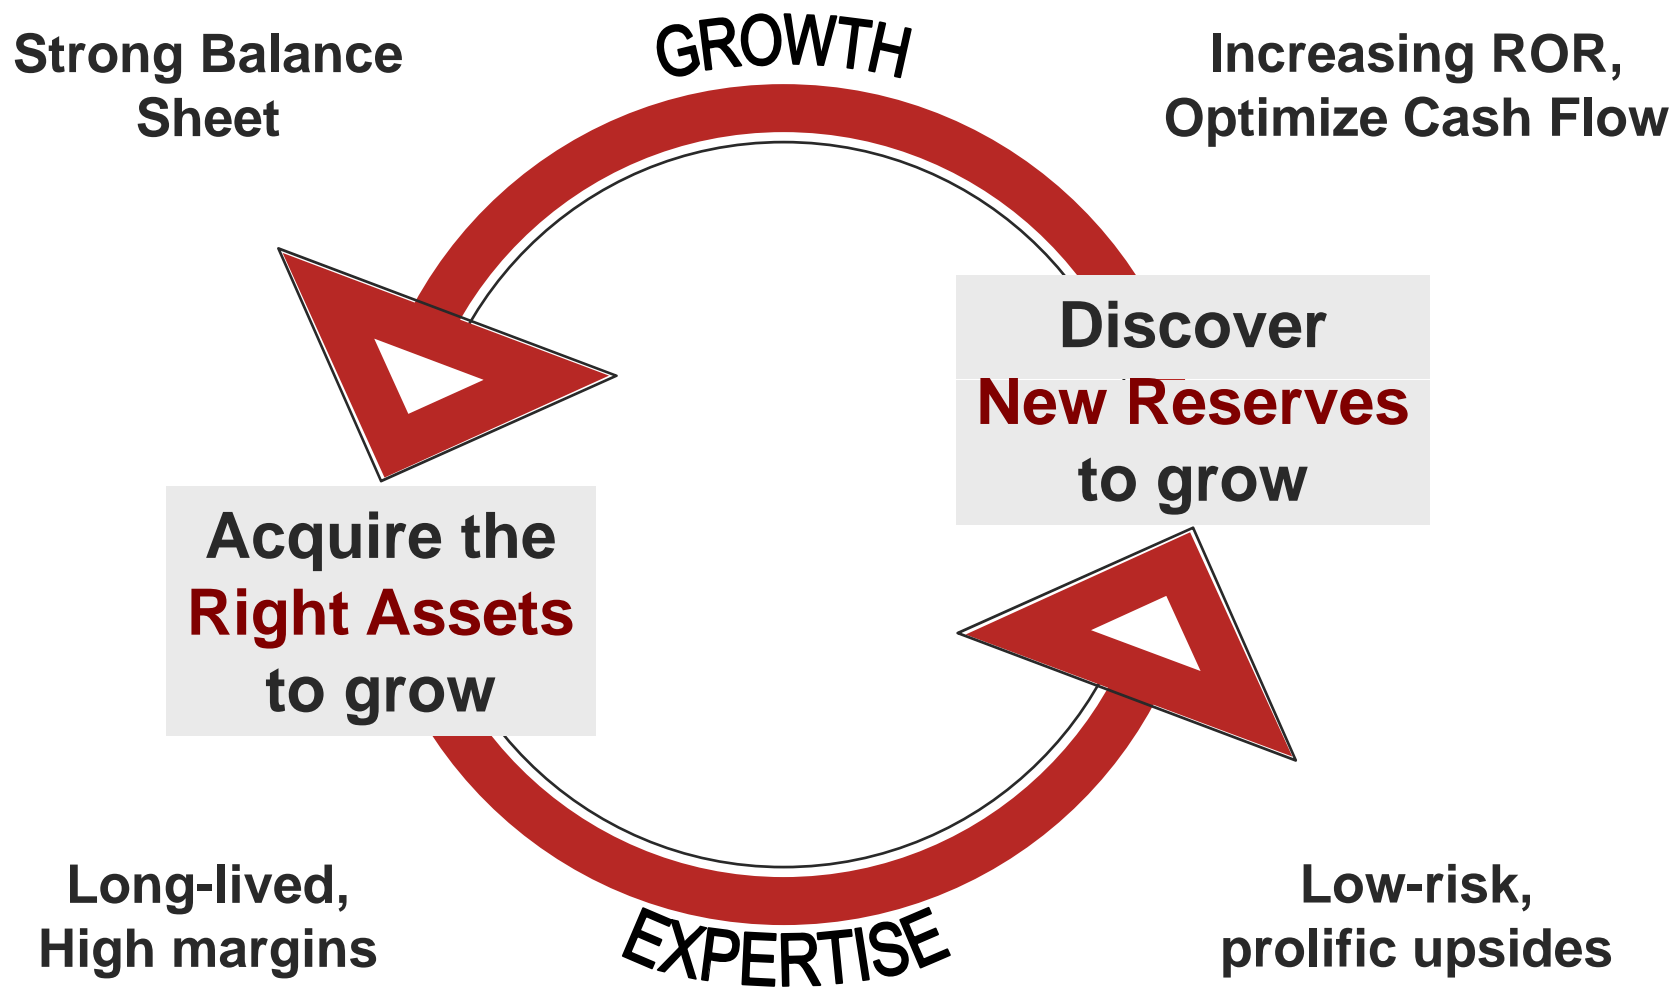 GROWTH
Strong Balance
Sheet
Increasing ROR,
Optimize Cash Flow
Discover
New Reserves
to grow
Acquire the
Right Assets
to grow
Long-lived,
High margins
Low-risk,
prolific upsides
EXPERTISE